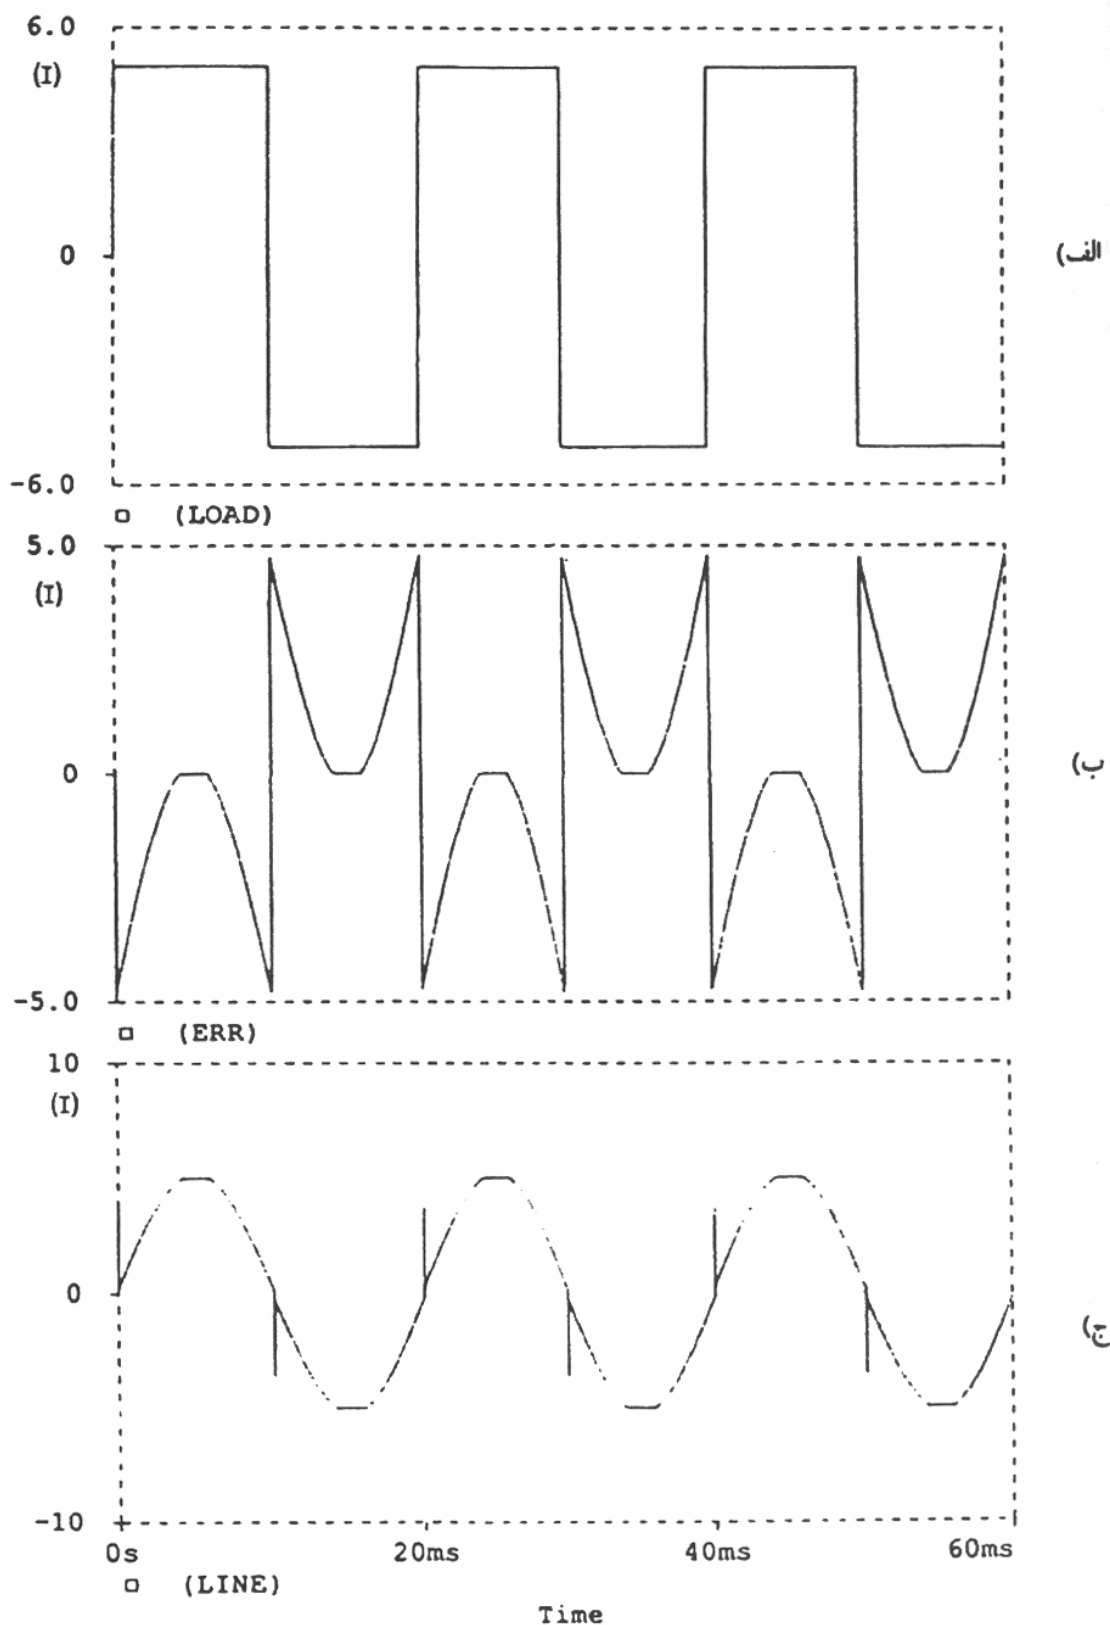 6.0
(I)
0
الف)
-6.0
(LOAD)
5.0
(I)
0
ب)
-5.0
(ERR)
10
(I)
0
ج)
-10
0s 20ms 40ms 60ms
(LINE)
Time